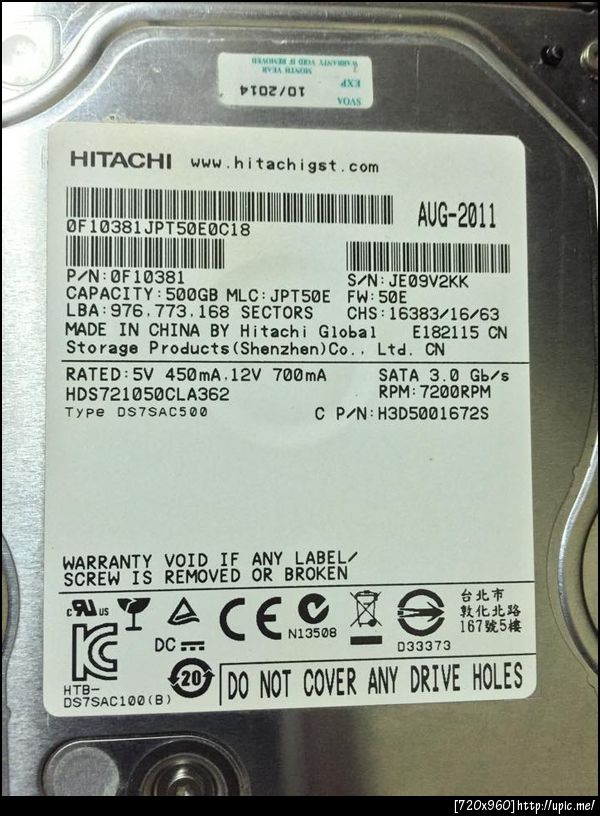 SVOA
EXP
10/2014
MONTH YEAR
WARRANTY VOID IF REMOVED
HITACHI www.hitachigst.com
0F10381JPT50E0C18
AUG-2011
P/N:0F10381
S/N:JE09V2KK
CAPACITY:500GB MLC:JPT50E FW:50E
LBA:976,773,168 SECTORS CHS:16383/16/63
MADE IN CHINA BY Hitachi Global E182115 CN
Storage Products(Shenzhen)Co., Ltd. CN
RATED:5V 450mA,12V 700mA SATA 3.0 Gb/s
HDS721050CLA362 RPM:7200RPM
Type DS7SAC500 C P/N:H3D5001672S
WARRANTY VOID IF ANY LABEL/
SCREW IS REMOVED OR BROKEN
c RU US
DC
CE
N13508
D33373
台北市
敦化北路
167號5樓
KC
HTB-
DS7SAC100(B)
20
DO NOT COVER ANY DRIVE HOLES
[720x960]http://upic.me/